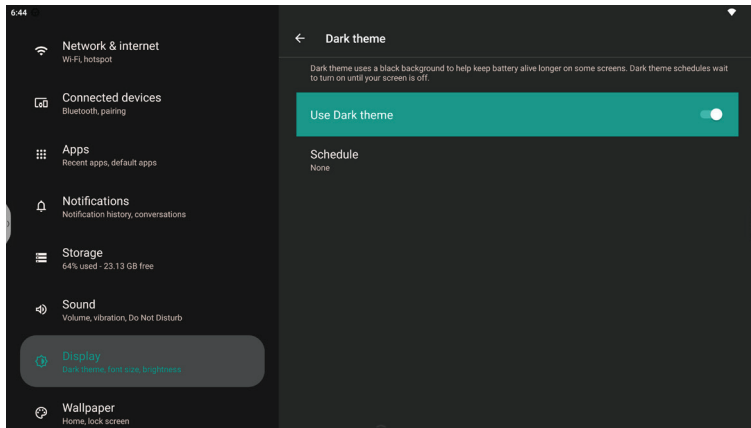 6:44
Network & internet
Wi-Fi, hotspot
Connected devices
Bluetooth, pairing
Apps
Recent apps, default apps
Notifications
Notification history, conversations
Storage
64% used - 23.13 GB free
Sound
Volume, vibration, Do Not Disturb
Display
Dark theme, font size, brightness
Wallpaper
Home, lock screen
Dark theme
Dark theme uses a black background to help keep battery alive longer on some screens. Dark theme schedules wait
to turn on until your screen is off.
Use Dark theme
Schedule
None